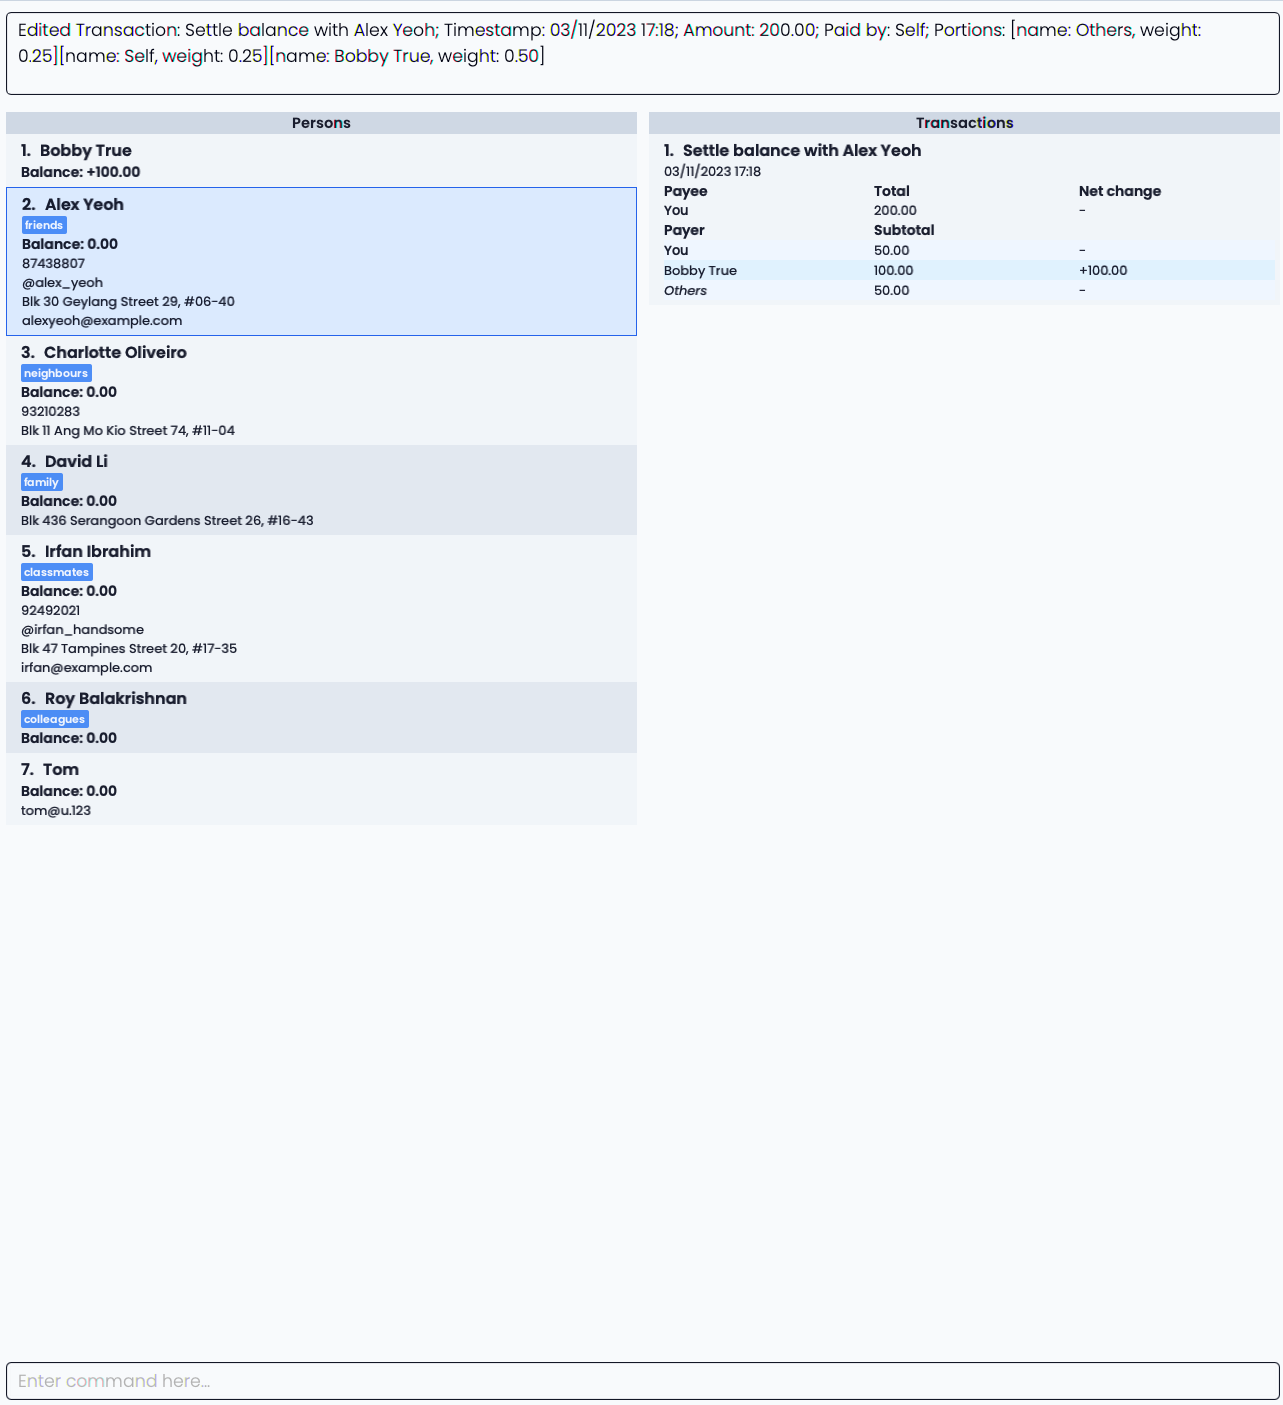 Edited Transaction: Settle balance with Alex Yeoh; Timestamp: 03/11/2023 17:18; Amount: 200.00; Paid by: Self; Portions: [name: Others, weight:
0.25][name: Self, weight: 0.25][name: Bobby True, weight: 0.50]
Persons
1. Bobby True
Balance: +100.00
2. Alex Yeoh
friends
Balance: 0.00
87438807
@alex_yeoh
Blk 30 Geylang Street 29, #06-40
alexyeoh@example.com
3. Charlotte Oliveiro
neighbours
Balance: 0.00
93210283
Blk 11 Ang Mo Kio Street 74, #11-04
4. David Li
family
Balance: 0.00
Blk 436 Serangoon Gardens Street 26, #16-43
5. Irfan Ibrahim
classmates
Balance: 0.00
92492021
@irfan_handsome
Blk 47 Tampines Street 20, #17-35
irfan@example.com
6. Roy Balakrishnan
colleagues
Balance: 0.00
7. Tom
Balance: 0.00
tom@u.123
Transactions
1. Settle balance with Alex Yeoh
03/11/2023 17:18
Payee Total Net change
You 200.00 -
Payer Subtotal
You 50.00 -
Bobby True 100.00 +100.00
Others 50.00 -
Enter command here...